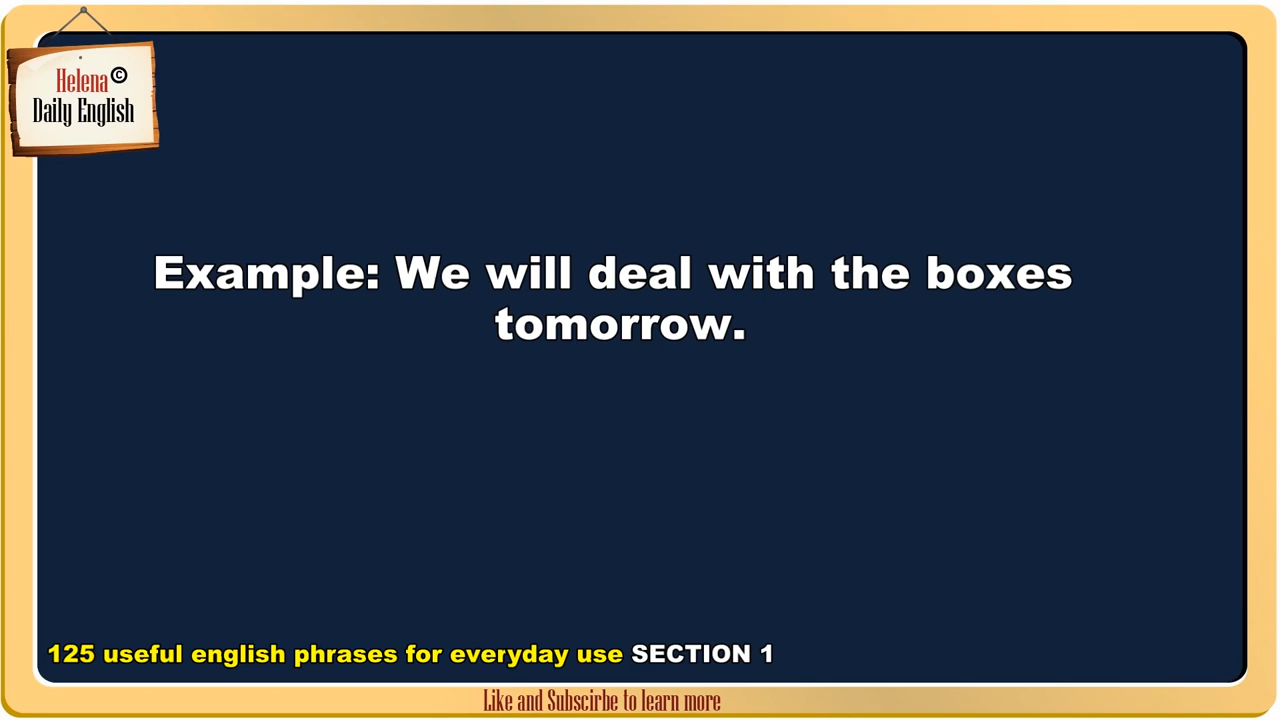 Helena ©
Daily English
Example: We will deal with the boxes
tomorrow.
125 useful english phrases for everyday use SECTION 1
Like and Subscirbe to learn more